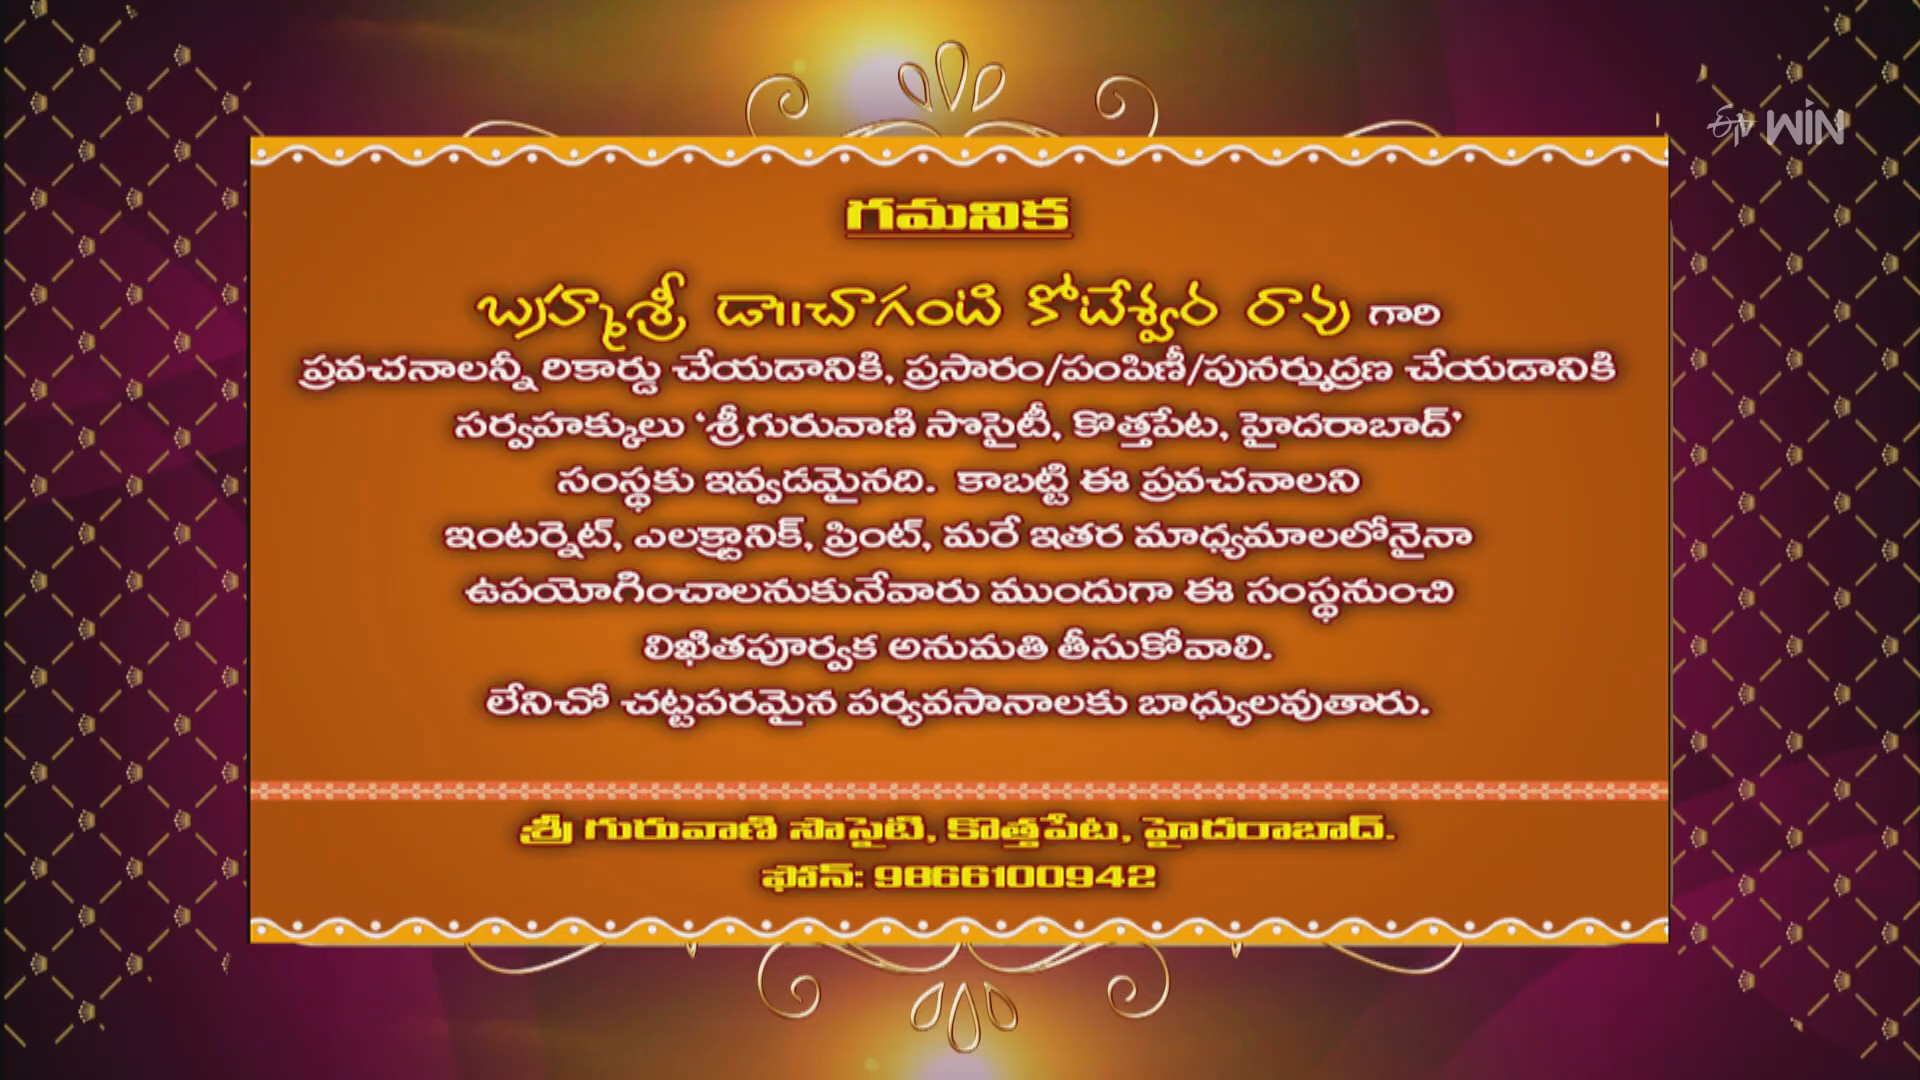 ఈటీవీ WIN
గమనిక
బ్రహ్మశ్రీ డా॥చాగంటి కోటేశ్వర రావు గారి
ప్రవచనాలన్నీ రికార్డు చేయడానికి, ప్రసారం/పంపిణీ/పునర్ముద్రణ చేయడానికి
సర్వహక్కులు ‘శ్రీగురువాణి సొసైటీ, కొత్తపేట, హైదరాబాద్’
సంస్థకు ఇవ్వడమైనది. కాబట్టి ఈ ప్రవచనాలని
ఇంటర్నెట్, ఎలక్ట్రానిక్, ప్రింట్, మరే ఇతర మాధ్యమాలలోనైనా
ఉపయోగించాలనుకునేవారు ముందుగా ఈ సంస్థనుంచి
లిఖితపూర్వక అనుమతి తీసుకోవాలి.
లేనిచో చట్టపరమైన పర్యవసానాలకు బాధ్యులవుతారు.
శ్రీ గురువాణి సొసైటి, కొత్తపేట, హైదరాబాద్.
ఫోన్: 9866100942